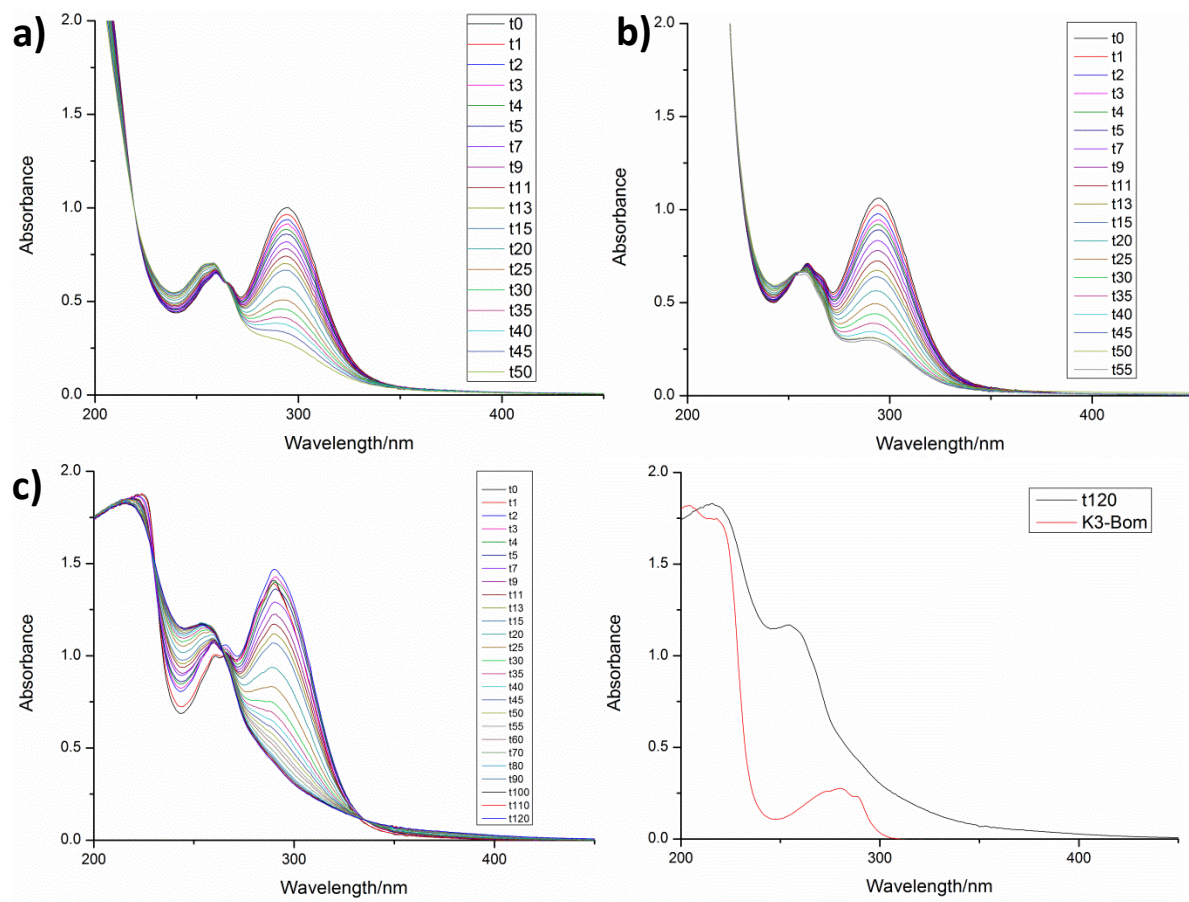 a)
Absorbance
2.0
1.5
1.0
0.5
0.0
200
300
400
Wavelength/nm
t0
t1
t2
t3
t4
t5
t7
t9
t11
t13
t15
t20
t25
t30
t35
t40
t45
t50
b)
Absorbance
2.0
1.5
1.0
0.5
0.0
200
300
400
Wavelength/nm
t0
t1
t2
t3
t4
t5
t7
t9
t11
t13
t15
t20
t25
t30
t35
t40
t45
t50
t55
c)
Absorbance
2.0
1.5
1.0
0.5
0.0
200
300
400
Wavelength/nm
t0
t1
t2
t3
t4
t5
t7
t9
t11
t13
t15
t20
t25
t30
t35
t40
t45
t50
t55
t60
t70
t80
t90
t100
t110
t120
Absorbance
2.0
1.5
1.0
0.5
0.0
200
300
400
Wavelength/nm
t120
K3-Bom